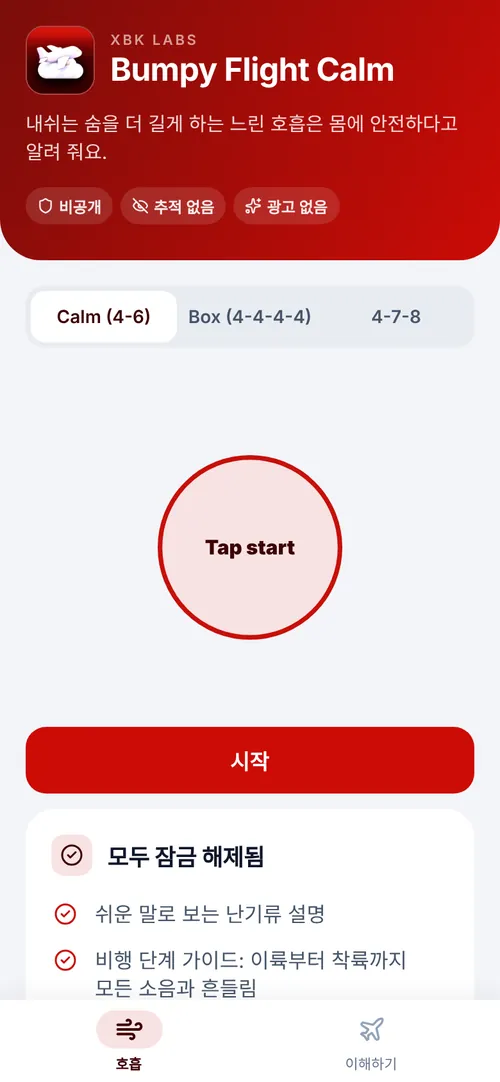 XBK LABS
Bumpy Flight Calm
내쉬는 숨을 더 길게 하는 느린 호흡은 몸에 안전하다고
알려 줘요.
비공개
추적 없음
광고 없음
Calm (4-6)
Box (4-4-4-4)
4-7-8
Tap start
시작
모두 잠금 해제됨
쉬운 말로 보는 난기류 설명
비행 단계 가이드: 이륙부터 착륙까지
모든 소음과 흔들림
호흡
이해하기